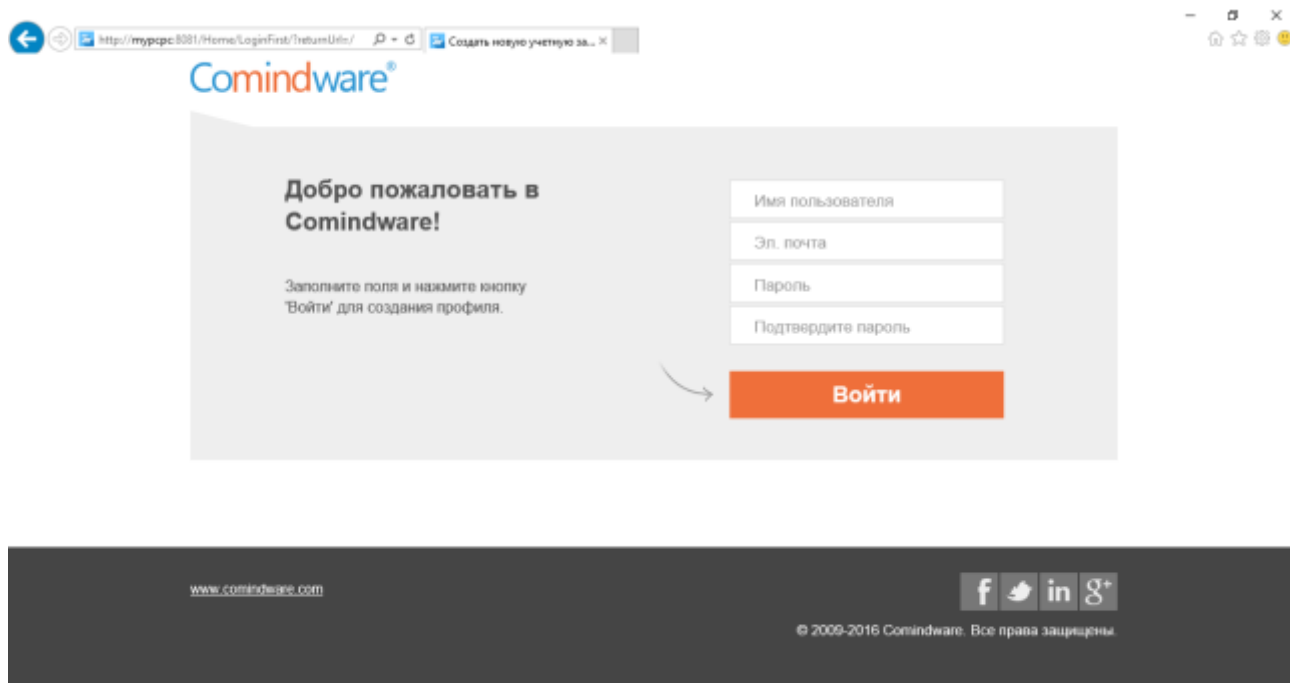 http://mypcpc:8081/Home/LoginFirst/?returnUrl=/
Создать новую учетную за...
Comindware®
Добро пожаловать в
Comindware!
Заполните поля и нажмите кнопку
'Войти' для создания профиля.
Имя пользователя
Эл. почта
Пароль
Подтвердите пароль
Войти
www.comindware.com
f in g+
© 2009-2016 Comindware. Все права защищены.